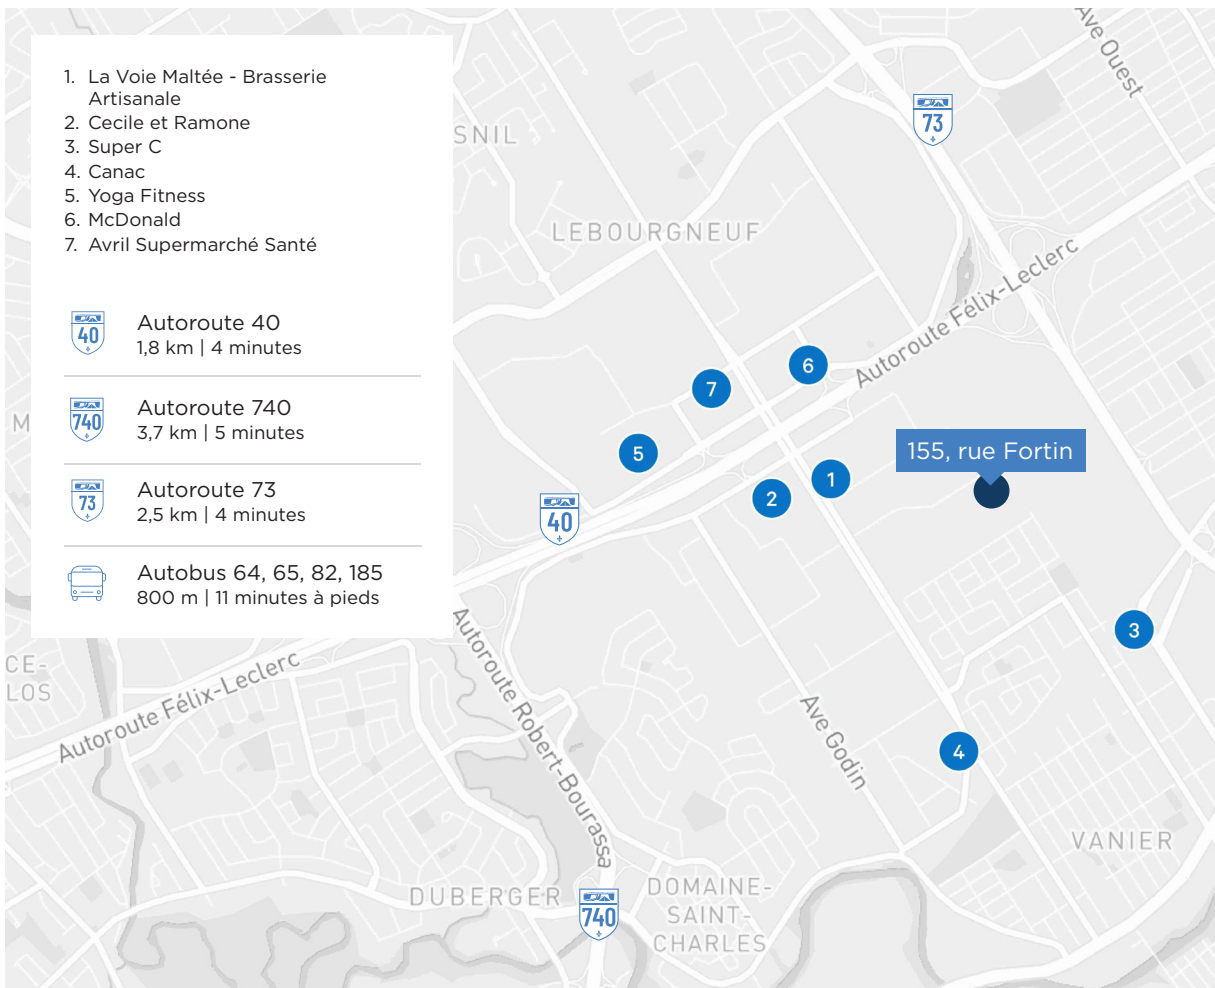 1. La Voie Maltée - Brasserie
Artisanale
2. Cecile et Ramone
3. Super C
4. Canac
5. Yoga Fitness
6. McDonald
7. Avril Supermarché Santé
40
Autoroute 40
1,8 km | 4 minutes
740
Autoroute 740
3,7 km | 5 minutes
73
Autoroute 73
2,5 km | 4 minutes
Autobus 64, 65, 82, 185
800 m | 11 minutes à pieds
Ave Ouest
73
SNIL
LEBOURGNEUF
Autoroute Félix-Leclerc
6
7
M
5
155, rue Fortin
1
2
40
3
Autoroute Robert-Bourassa
CE-
LOS
Autoroute Félix-Leclerc
Ave Godin
4
VANIER
DUBERGER
740
DOMAINE-
SAINT-
CHARLES